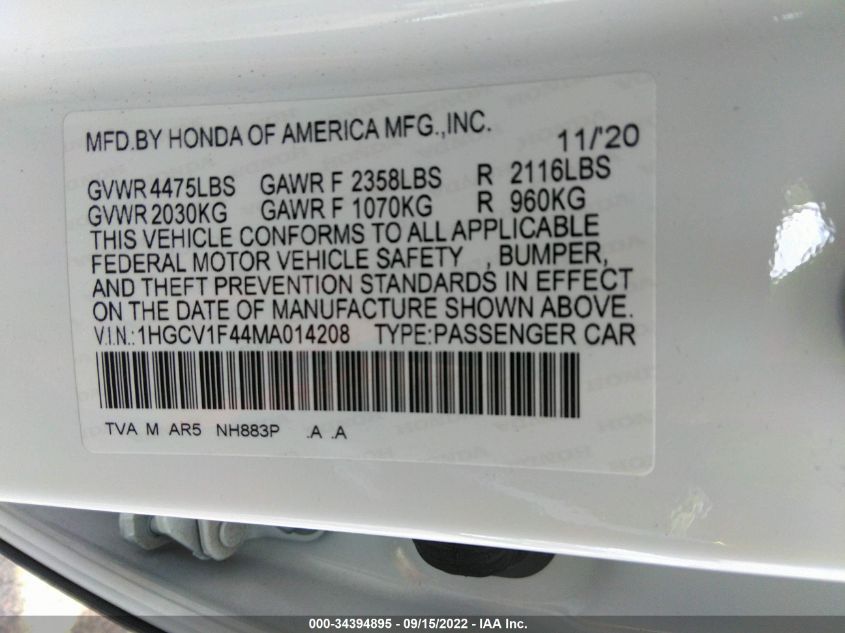 MFD.BY HONDA OF AMERICA MFG.,INC. 11/'20
GVWR 4475LBS GAWR F 2358LBS R 2116LBS
GVWR 2030KG GAWR F 1070KG R 960KG
THIS VEHICLE CONFORMS TO ALL APPLICABLE
FEDERAL MOTOR VEHICLE SAFETY , BUMPER,
AND THEFT PREVENTION STANDARDS IN EFFECT
ON THE DATE OF MANUFACTURE SHOWN ABOVE.
V.I.N.:1HGCV1F44MA014208 TYPE:PASSENGER CAR
TVA M AR5 NH883P .A .A
000-34394895 - 09/15/2022 - IAA Inc.